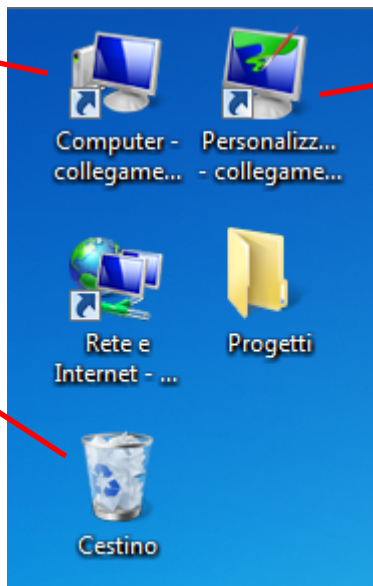 Computer -
collegame...
Personalizz...
- collegame...
Rete e
Internet - ...
Progetti
Cestino